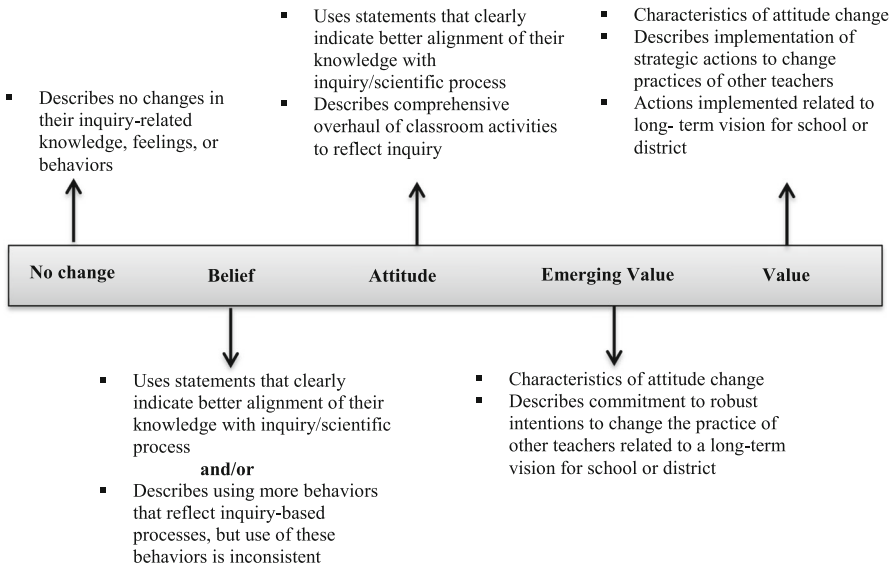 ▪ Describes no changes in
their inquiry-related
knowledge, feelings, or
behaviors
▪ Uses statements that clearly
indicate better alignment of their
knowledge with
inquiry/scientific process
▪ Describes comprehensive
overhaul of classroom activities
to reflect inquiry
▪ Characteristics of attitude change
▪ Describes implementation of
strategic actions to change
practices of other teachers
▪ Actions implemented related to
long- term vision for school or
district
No change Belief Attitude Emerging Value Value
▪ Uses statements that clearly
indicate better alignment of their
knowledge with inquiry/scientific
process
and/or
▪ Describes using more behaviors
that reflect inquiry-based
processes, but use of these
behaviors is inconsistent
▪ Characteristics of attitude change
▪ Describes commitment to robust
intentions to change the practice of
other teachers related to a long-term
vision for school or district